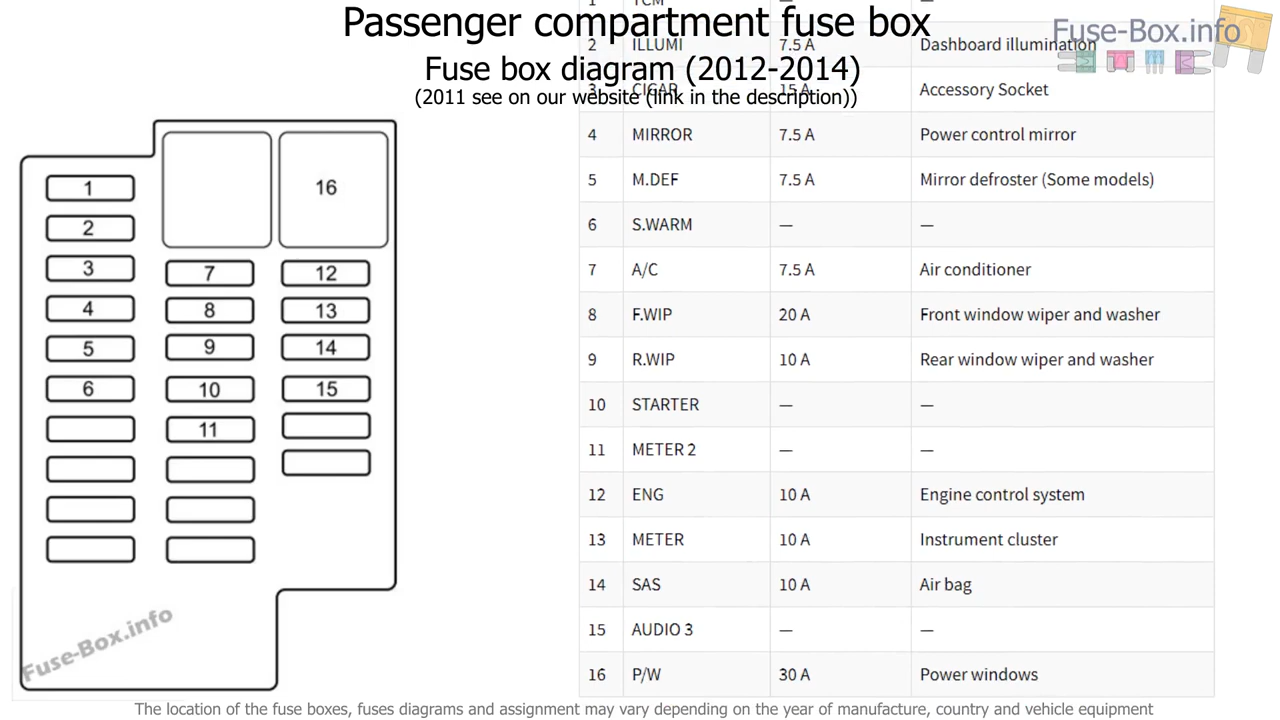 Passenger compartment fuse box
Fuse box diagram (2012-2014)
(2011 see on our website (link in the description))
Fuse-Box.info
1
2
3
4
5
6
7
8
9
10
11
12
13
14
15
16
Fuse-Box.info
1 TCM — —
2 ILLUMI 7.5 A Dashboard illumination
3 CIGAR 15 A Accessory Socket
4 MIRROR 7.5 A Power control mirror
5 M.DEF 7.5 A Mirror defroster (Some models)
6 S.WARM — —
7 A/C 7.5 A Air conditioner
8 F.WIP 20 A Front window wiper and washer
9 R.WIP 10 A Rear window wiper and washer
10 STARTER — —
11 METER 2 — —
12 ENG 10 A Engine control system
13 METER 10 A Instrument cluster
14 SAS 10 A Air bag
15 AUDIO 3 — —
16 P/W 30 A Power windows
The location of the fuse boxes, fuses diagrams and assignment may vary depending on the year of manufacture, country and vehicle equipment